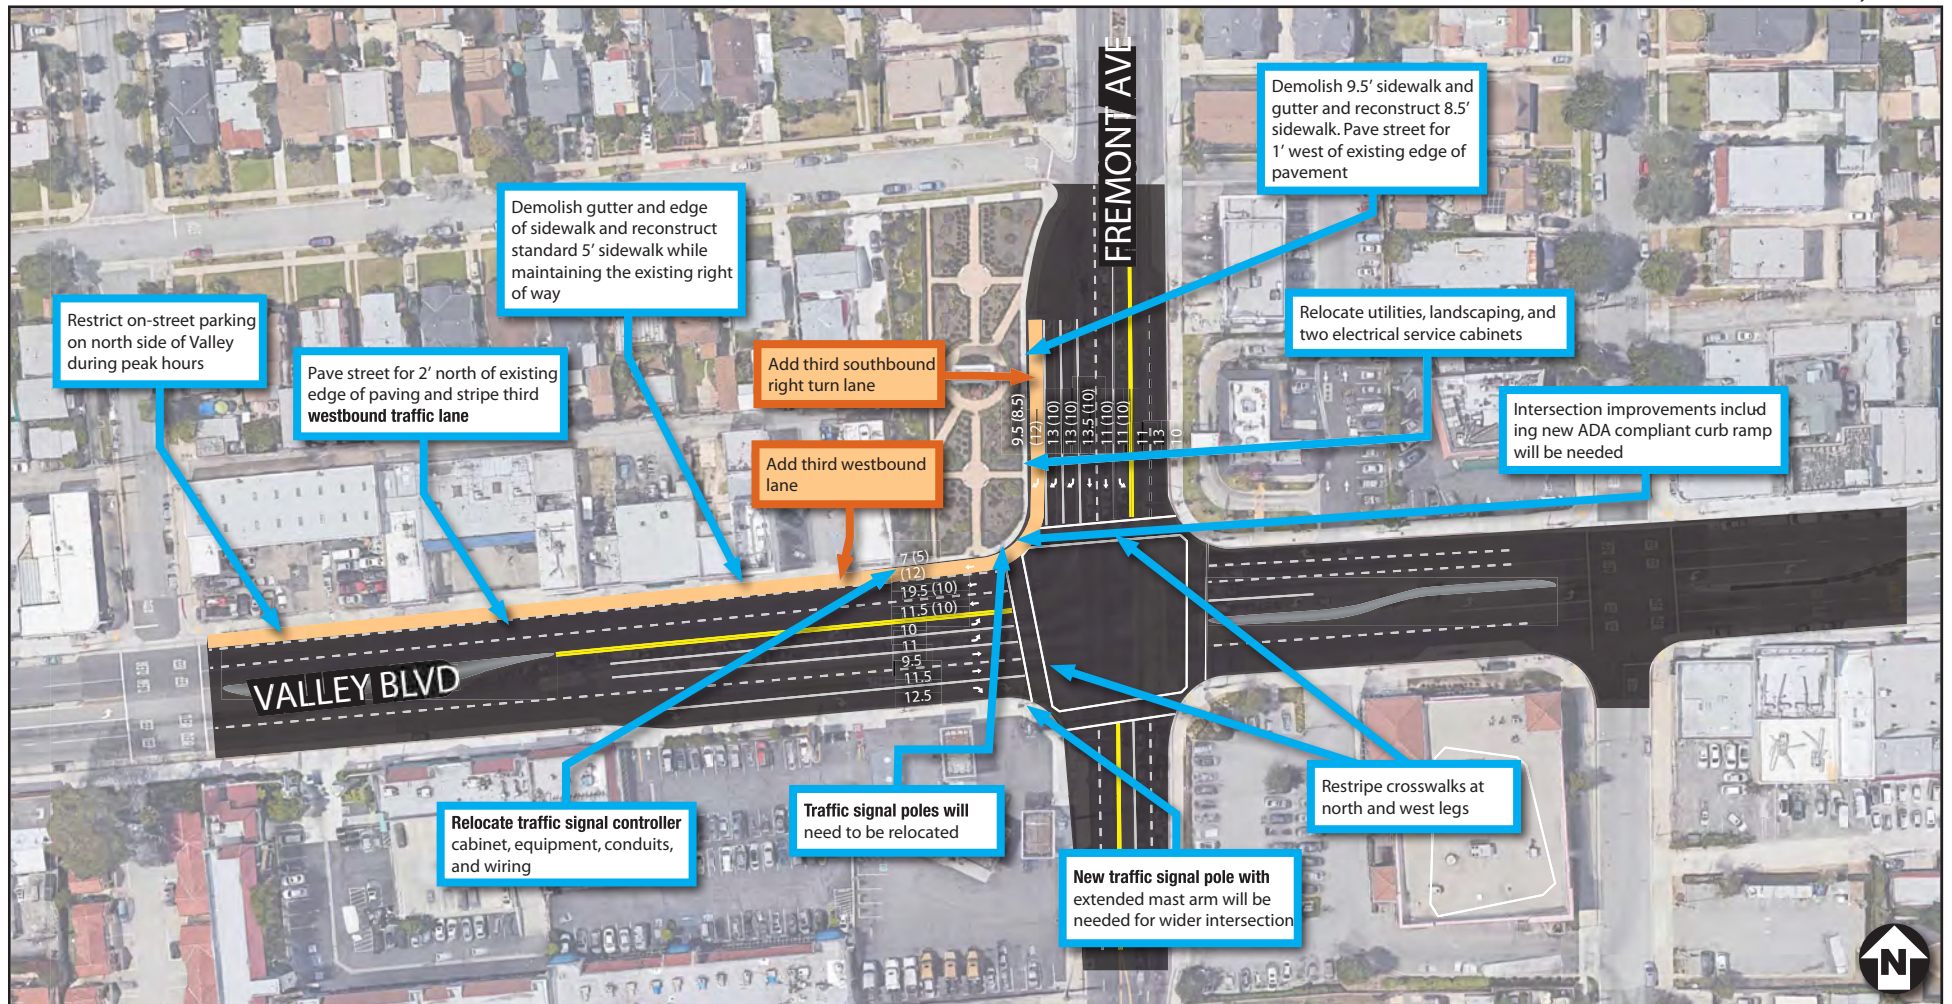 FREMONT AVE
Demolish 9.5’ sidewalk and
gutter and reconstruct 8.5’
sidewalk. Pave street for
1’ west of existing edge of
pavement
Demolish gutter and edge
of sidewalk and reconstruct
standard 5’ sidewalk while
maintaining the existing right
of way
Restrict on-street parking
on north side of Valley
during peak hours
Pave street for 2’ north of existing
edge of paving and stripe third
westbound traffic lane
Add third southbound
right turn lane
Add third westbound
lane
Relocate utilities, landscaping, and
two electrical service cabinets
Intersection improvements includ
ing new ADA compliant curb ramp
will be needed
9.5 (8.5)
(12)
13 (10)
13 (10)
13.5 (10)
11 (10)
11 (10)
11
13
10
7 (5)
(12)
19.5 (10)
11.5 (10)
10
11
9.5
11.5
12.5
VALLEY BLVD
Relocate traffic signal controller
cabinet, equipment, conduits,
and wiring
Traffic signal poles will
need to be relocated
New traffic signal pole with
extended mast arm will be
needed for wider intersection
Restripe crosswalks at
north and west legs
N